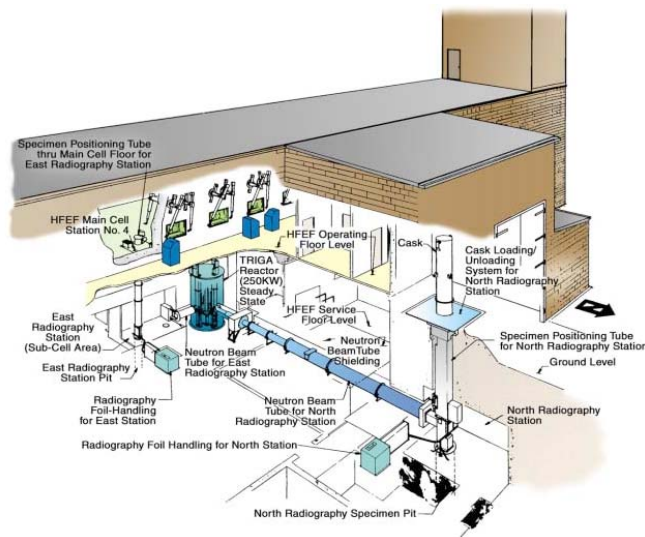 Specimen Positioning Tube
thru Main Cell Floor for
East Radiography Station
HFEF Main Cell
Station No. 4
HFEF Operating
Floor Level
Cask
Cask Loading/
Unloading
System for
North Radiography
Station
TRIGA
Reactor
(250KW)
Steady
State
HFEF Service
Floor Level
East
Radiography
Station
(Sub-Cell Area)
East Radiography
Station Pit
Neutron Beam
Tube for East
Radiography Station
Neutron
BeamTube
Shielding
Specimen Positioning Tube
for North Radiography Station
Ground Level
Radiography
Foil-Handling
for East Station
Neutron Beam
Tube for North
Radiography Station
North Radiography
Station
Radiography Foil Handling for North Station
North Radiography Specimen Pit
N